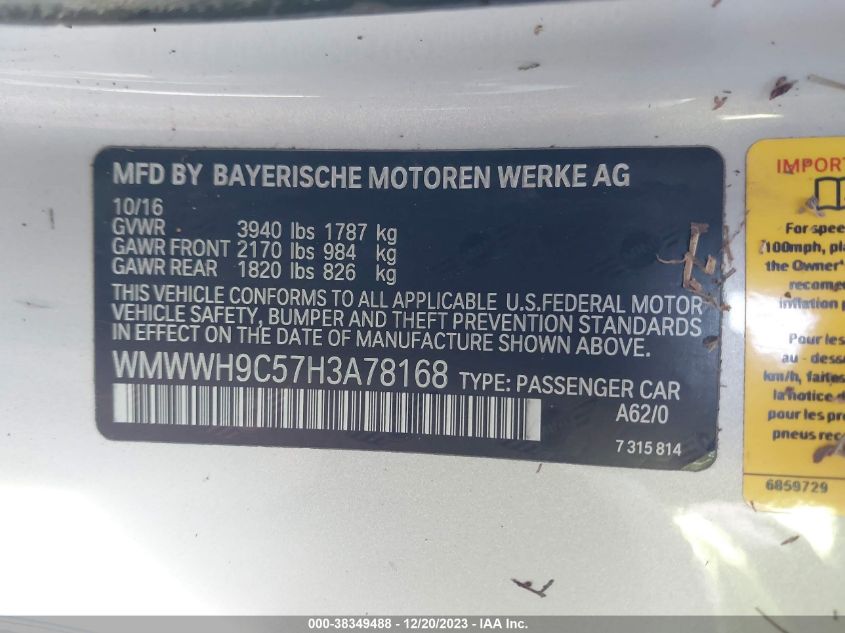 MFD BY BAYERISCHE MOTOREN WERKE AG
10/16
GVWR 3940 lbs 1787 kg
GAWR FRONT 2170 lbs 984 kg
GAWR REAR 1820 lbs 826 kg
THIS VEHICLE CONFORMS TO ALL APPLICABLE U.S.FEDERAL MOTOR
VEHICLE SAFETY, BUMPER AND THEFT PREVENTION STANDARDS
IN EFFECT ON THE DATE OF MANUFACTURE SHOWN ABOVE.
WMWWH9C57H3A78168 TYPE: PASSENGER CAR
A62/0
7 315 814
IMPOR
For spee
100mph, pla
the Owner'
recome
inflation p
Pour les
au - dess
km/h, faites
la notice d
pour les pr
pneus rec
6859729
000-38349488 - 12/20/2023 - IAA Inc.